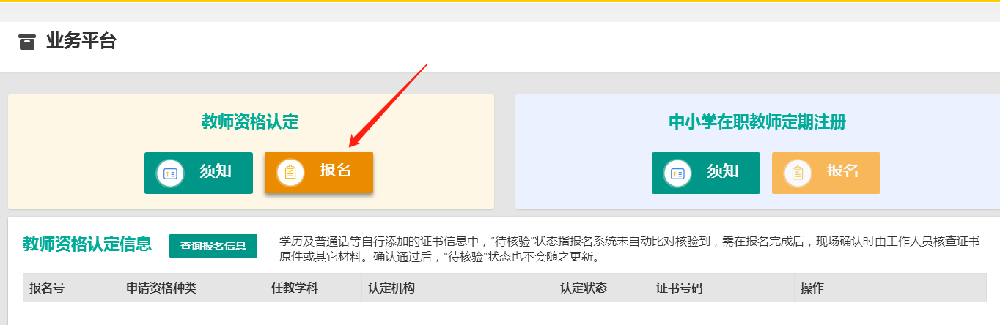 业务平台
教师资格认定
须知
报名
中小学在职教师定期注册
须知
报名
教师资格认定信息
查询报名信息
学历及普通话等自行添加的证书信息中，“待核验”状态指报名系统未自动比对核验到，需在报名完成后，现场确认时由工作人员核查证书
原件或其它材料。确认通过后，"待核验"状态也不会随之更新。
报名号 申请资格种类 任教学科 认定机构 认定状态 证书号码 操作